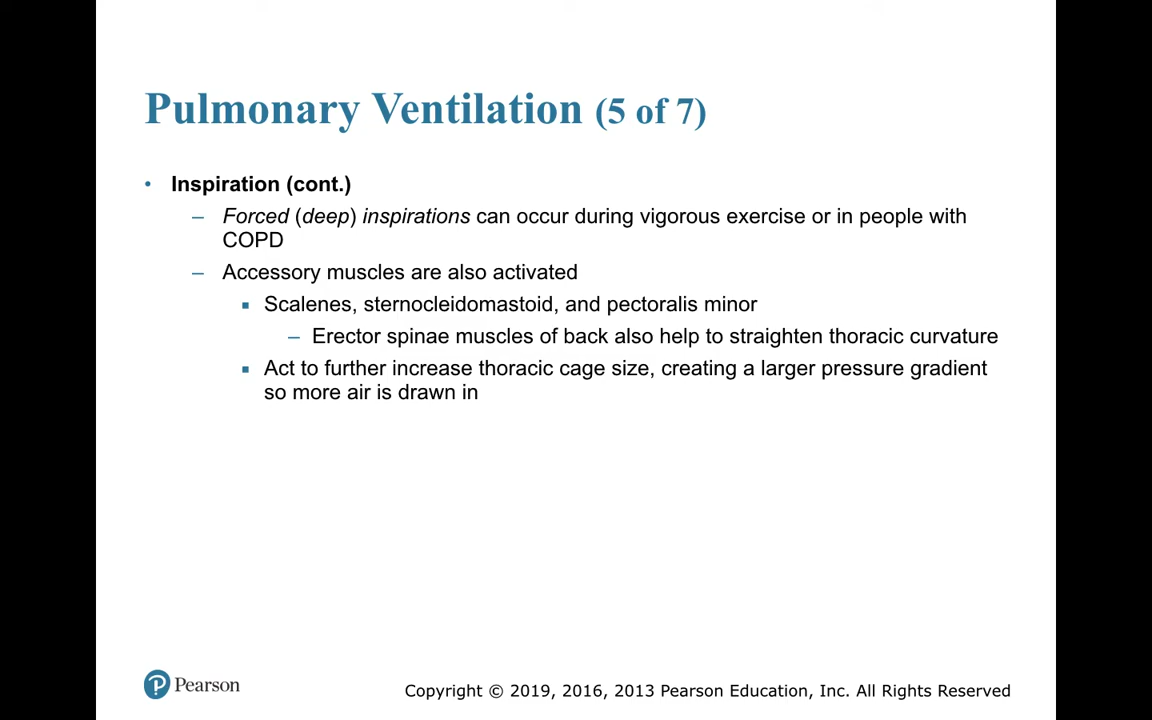 Pulmonary Ventilation (5 of 7)
• Inspiration (cont.)
– Forced (deep) inspirations can occur during vigorous exercise or in people with
COPD
– Accessory muscles are also activated
▪ Scalenes, sternocleidomastoid, and pectoralis minor
– Erector spinae muscles of back also help to straighten thoracic curvature
▪ Act to further increase thoracic cage size, creating a larger pressure gradient
so more air is drawn in
Pearson
Copyright © 2019, 2016, 2013 Pearson Education, Inc. All Rights Reserved